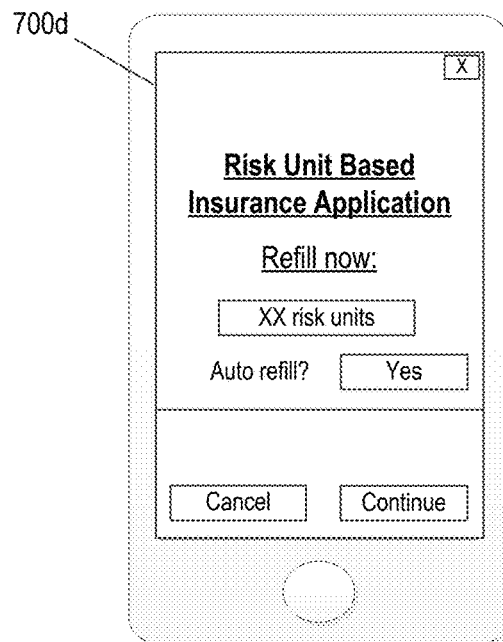 700d
X
Risk Unit Based
Insurance Application
Refill now:
XX risk units
Auto refill? Yes
Cancel Continue